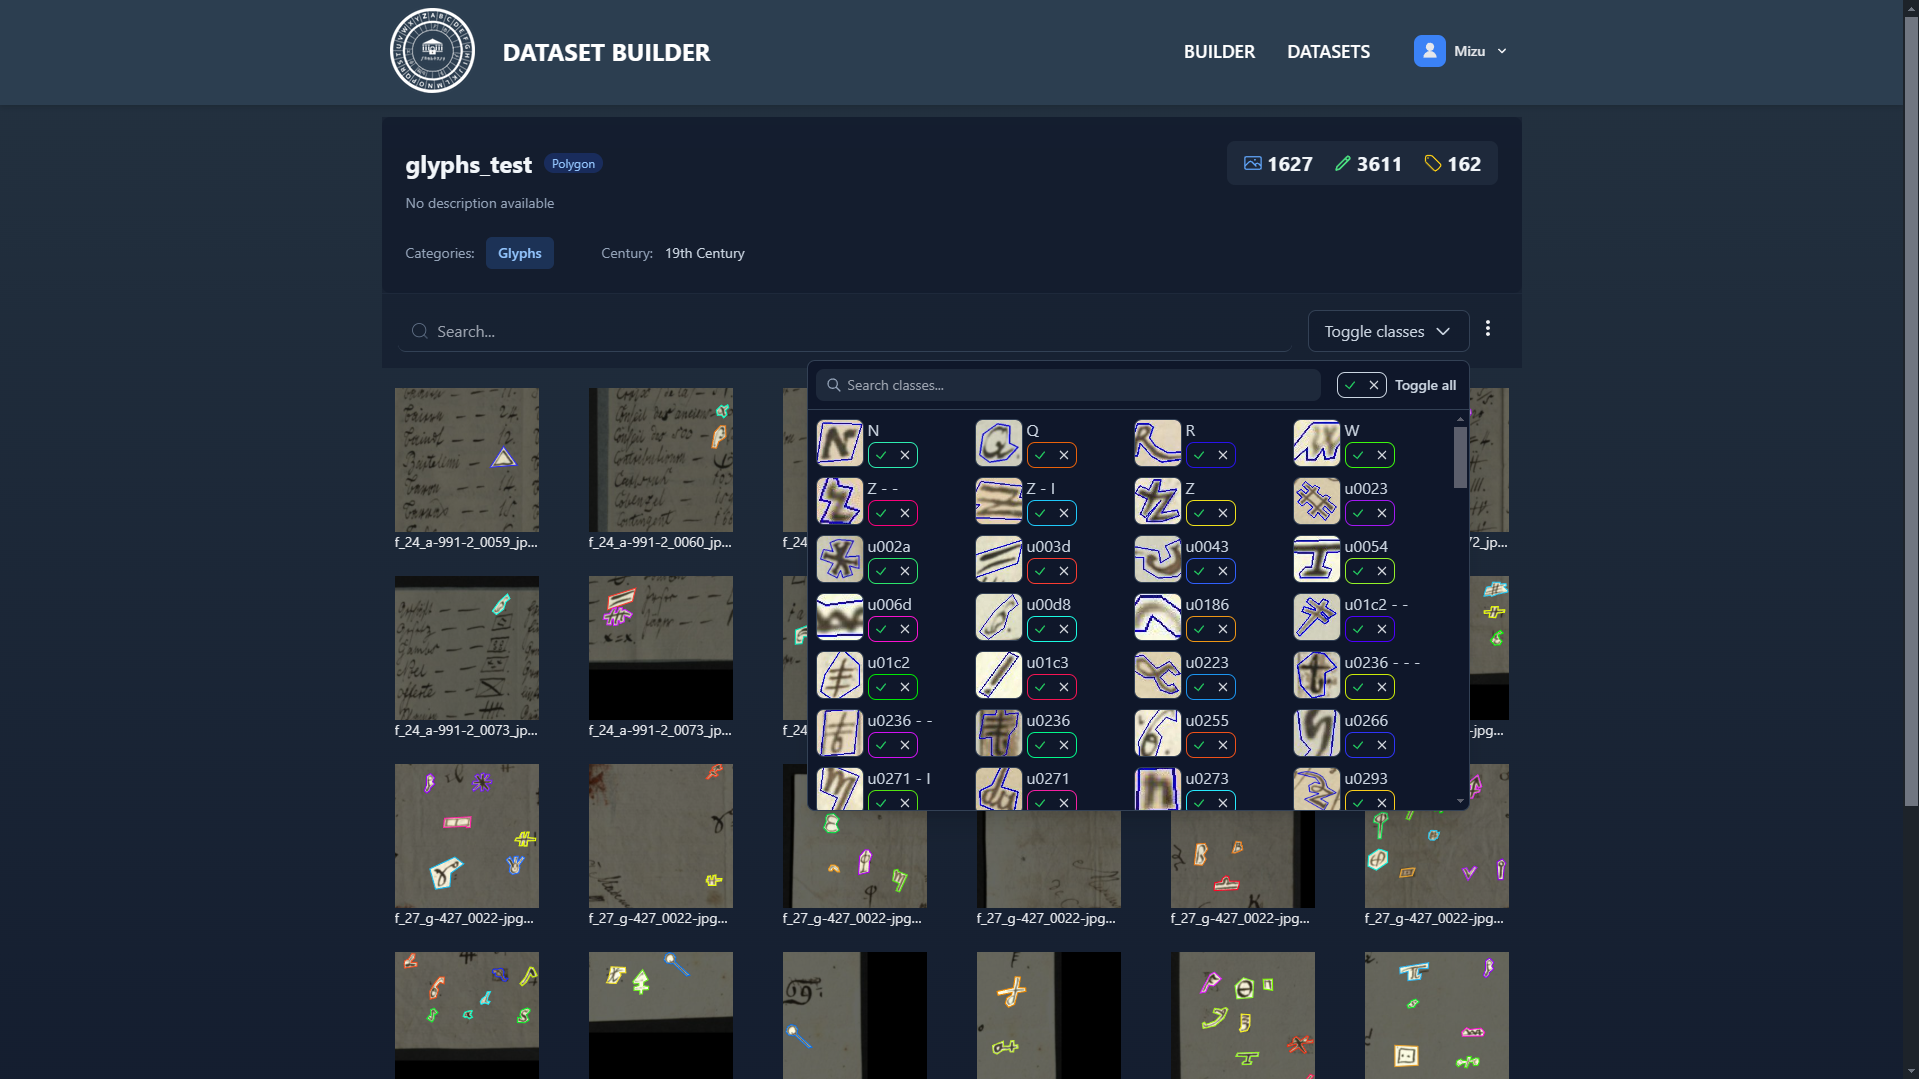 DATASET BUILDER
BUILDER
DATASETS
Mizu
glyphs_test
Polygon
1627
3611
162
No description available
Categories:
Glyphs
Century:
19th Century
Search...
Toggle classes
Search classes...
Toggle all
N
Q
R
W
Z - -
Z - I
Z
u0023
u002a
u003d
u0043
u0054
u006d
u00d8
u0186
u01c2 - -
u01c2
u01c3
u0223
u0236 - - -
u0236 - -
u0236
u0255
u0266
u0271 - I
u0271
u0273
u0293
f_24_a-991-2_0059_jp...
f_24_a-991-2_0060_jp...
f_24
72_jp...
f_24_a-991-2_0073_jp...
f_24_a-991-2_0073_jp...
f_24
-jpg...
f_27_g-427_0022-jpg...
f_27_g-427_0022-jpg...
f_27_g-427_0022-jpg...
f_27_g-427_0022-jpg...
f_27_g-427_0022-jpg...
f_27_g-427_0022-jpg...